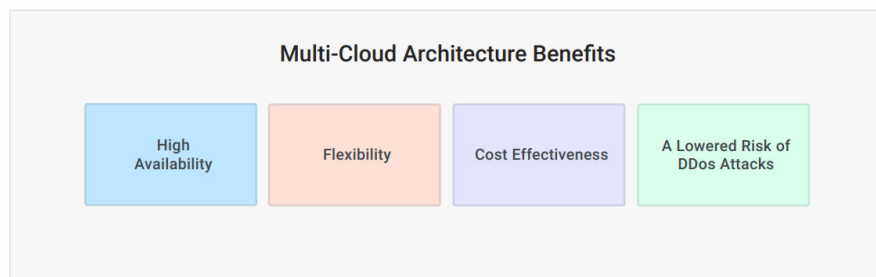 Multi-Cloud Architecture Benefits
High
Availability
Flexibility
Cost Effectiveness
A Lowered Risk of
DDos Attacks